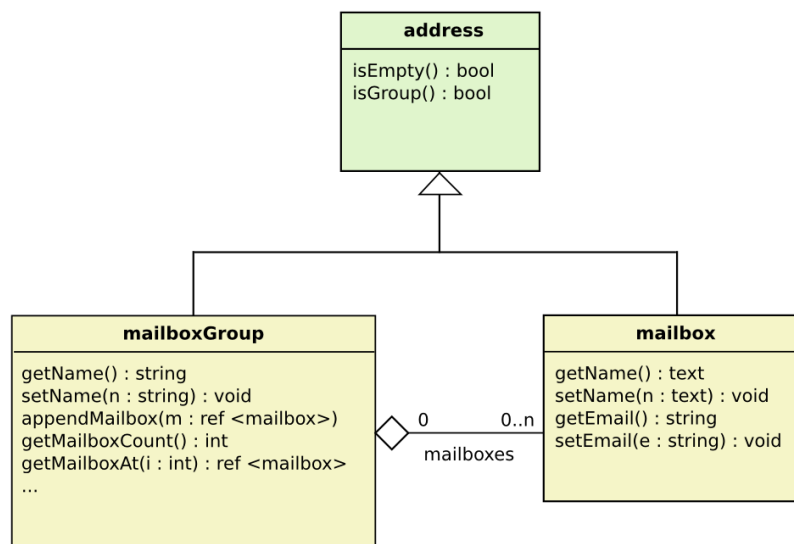 address
isEmpty() : bool
isGroup() : bool
mailboxGroup
getName() : string
setName(n : string) : void
appendMailbox(m : ref <mailbox>)
getMailboxCount() : int
getMailboxAt(i : int) : ref <mailbox>
...
0
0..n
mailboxes
mailbox
getName() : text
setName(n : text) : void
getEmail() : string
setEmail(e : string) : void